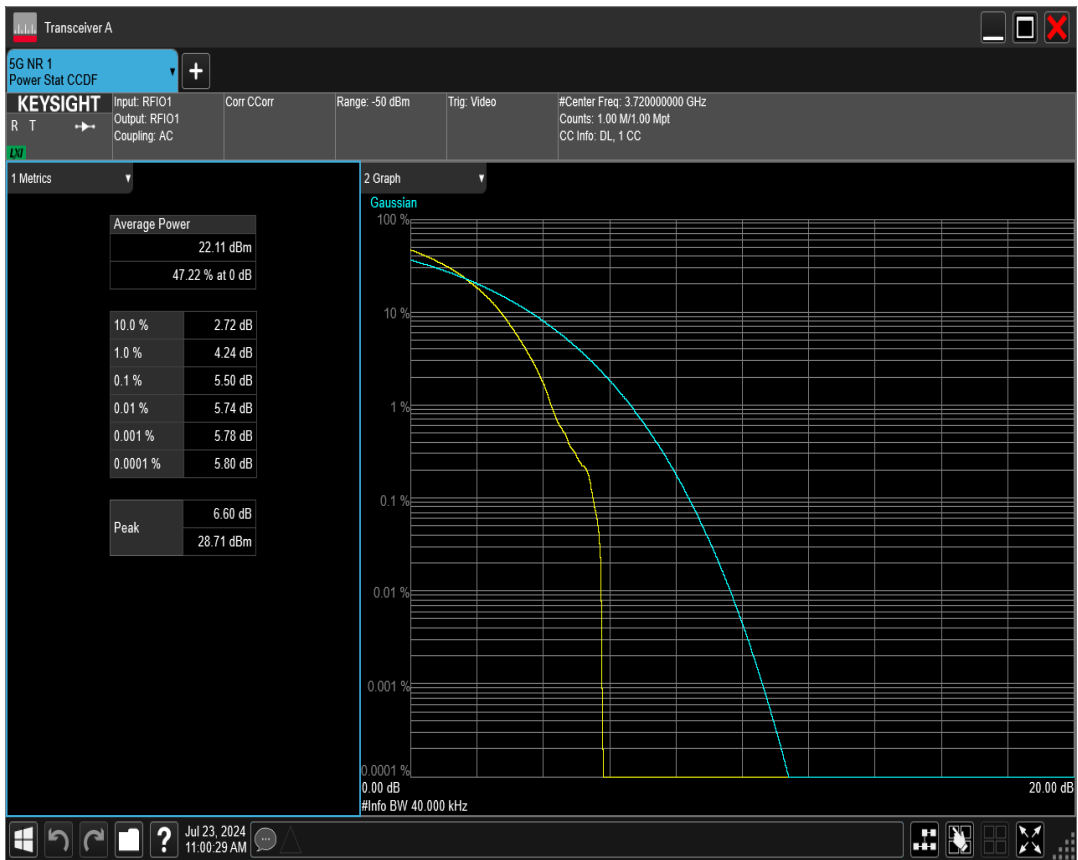 Transceiver A
5G NR 1
Power Stat CCDF
+
KEYSIGHT
R T
LXI
Input: RFIO1
Output: RFIO1
Coupling: AC
Corr CCorr
Range: -50 dBm
Trig: Video
#Center Freq: 3.720000000 GHz
Counts: 1.00 M/1.00 Mpt
CC Info: DL, 1 CC
1 Metrics
Average Power
22.11 dBm
47.22 % at 0 dB
10.0 % 2.72 dB
1.0 % 4.24 dB
0.1 % 5.50 dB
0.01 % 5.74 dB
0.001 % 5.78 dB
0.0001 % 5.80 dB
Peak 6.60 dB
28.71 dBm
2 Graph
Gaussian
100 %
10 %
1 %
0.1 %
0.01 %
0.001 %
0.0001 %
0.00 dB 20.00 dB
#Info BW 40.000 kHz
?
Jul 23, 2024
11:00:29 AM